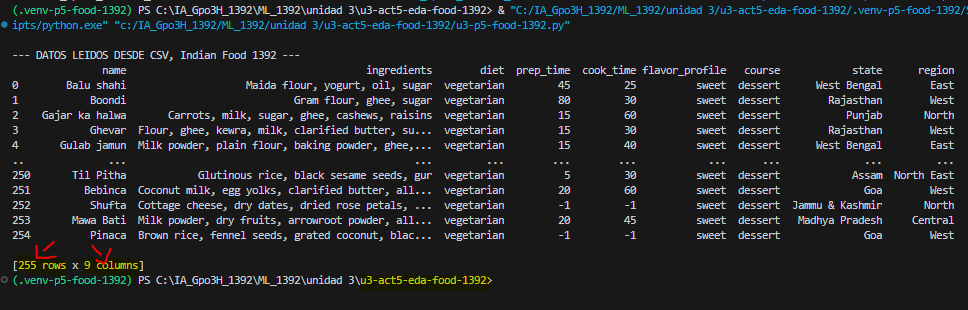 (.venv-p5-food-1392) PS C:\IA_Gpo3H_1392\ML_1392\unidad 3\u3-act5-eda-food-1392> & "C:/IA_Gpo3H_1392/ML_1392/unidad 3/u3-act5-eda-food-1392/.venv-p5-food-1392/
ipts/python.exe" "c:/IA_Gpo3H_1392/ML_1392/unidad 3/u3-act5-eda-food-1392/u3-p5-food-1392.py"
--- DATOS LEIDOS DESDE CSV, Indian Food 1392 ---
name ingredients diet prep_time cook_time flavor_profile course state region
0 Balu shahi Maida flour, yogurt, oil, sugar vegetarian 45 25 sweet dessert West Bengal East
1 Boondi Gram flour, ghee, sugar vegetarian 80 30 sweet dessert Rajasthan West
2 Gajar ka halwa Carrots, milk, sugar, ghee, cashews, raisins vegetarian 15 60 sweet dessert Punjab North
3 Ghevar Flour, ghee, kewra, milk, clarified butter, su... vegetarian 15 30 sweet dessert Rajasthan West
4 Gulab jamun Milk powder, plain flour, baking powder, ghee,... vegetarian 15 40 sweet dessert West Bengal East
.. ... ... ... ... ... ... ... ... ...
250 Til Pitha Glutinous rice, black sesame seeds, gur vegetarian 5 30 sweet dessert Assam North East
251 Bebinca Coconut milk, egg yolks, clarified butter, all... vegetarian 20 60 sweet dessert Goa West
252 Shufta Cottage cheese, dry dates, dried rose petals, ... vegetarian -1 -1 sweet dessert Jammu & Kashmir North
253 Mawa Bati Milk powder, dry fruits, arrowroot powder, all... vegetarian 20 45 sweet dessert Madhya Pradesh Central
254 Pinaca Brown rice, fennel seeds, grated coconut, blac... vegetarian -1 -1 sweet dessert Goa West
[255 rows x 9 columns]
(.venv-p5-food-1392) PS C:\IA_Gpo3H_1392\ML_1392\unidad 3\u3-act5-eda-food-1392>